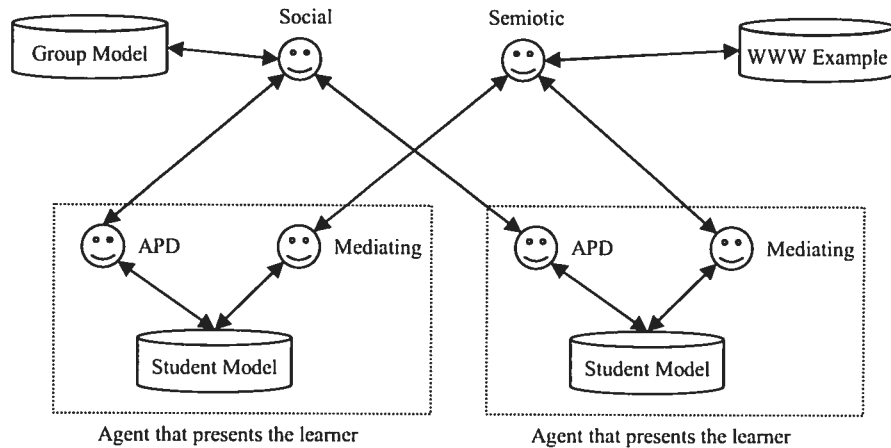 Social
Semiotic
Group Model
WWW Example
APD
Mediating
APD
Mediating
Student Model
Student Model
Agent that presents the learner
Agent that presents the learner